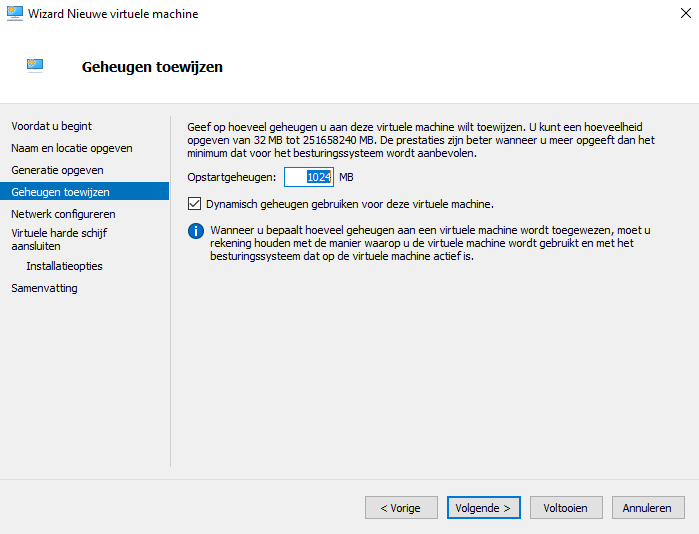 Wizard Nieuwe virtuele machine
Geheugen toewijzen
Voordat u begint
Naam en locatie opgeven
Generatie opgeven
Geheugen toewijzen
Netwerk configureren
Virtuele harde schijf
aansluiten
Installatieopties
Samenvatting
Geef op hoeveel geheugen u aan deze virtuele machine wilt toewijzen. U kunt een hoeveelheid
opgeven van 32 MB tot 251658240 MB. De prestaties zijn beter wanneer u meer opgeeft dan het
minimum dat voor het besturingssysteem wordt aanbevolen.
Opstartgeheugen: 1024 MB
Dynamisch geheugen gebruiken voor deze virtuele machine.
Wanneer u bepaalt hoeveel geheugen aan een virtuele machine wordt toegewezen, moet u
rekening houden met de manier waarop u de virtuele machine wordt gebruikt en met het
besturingssysteem dat op de virtuele machine actief is.
< Vorige
Volgende >
Voltooien
Annuleren